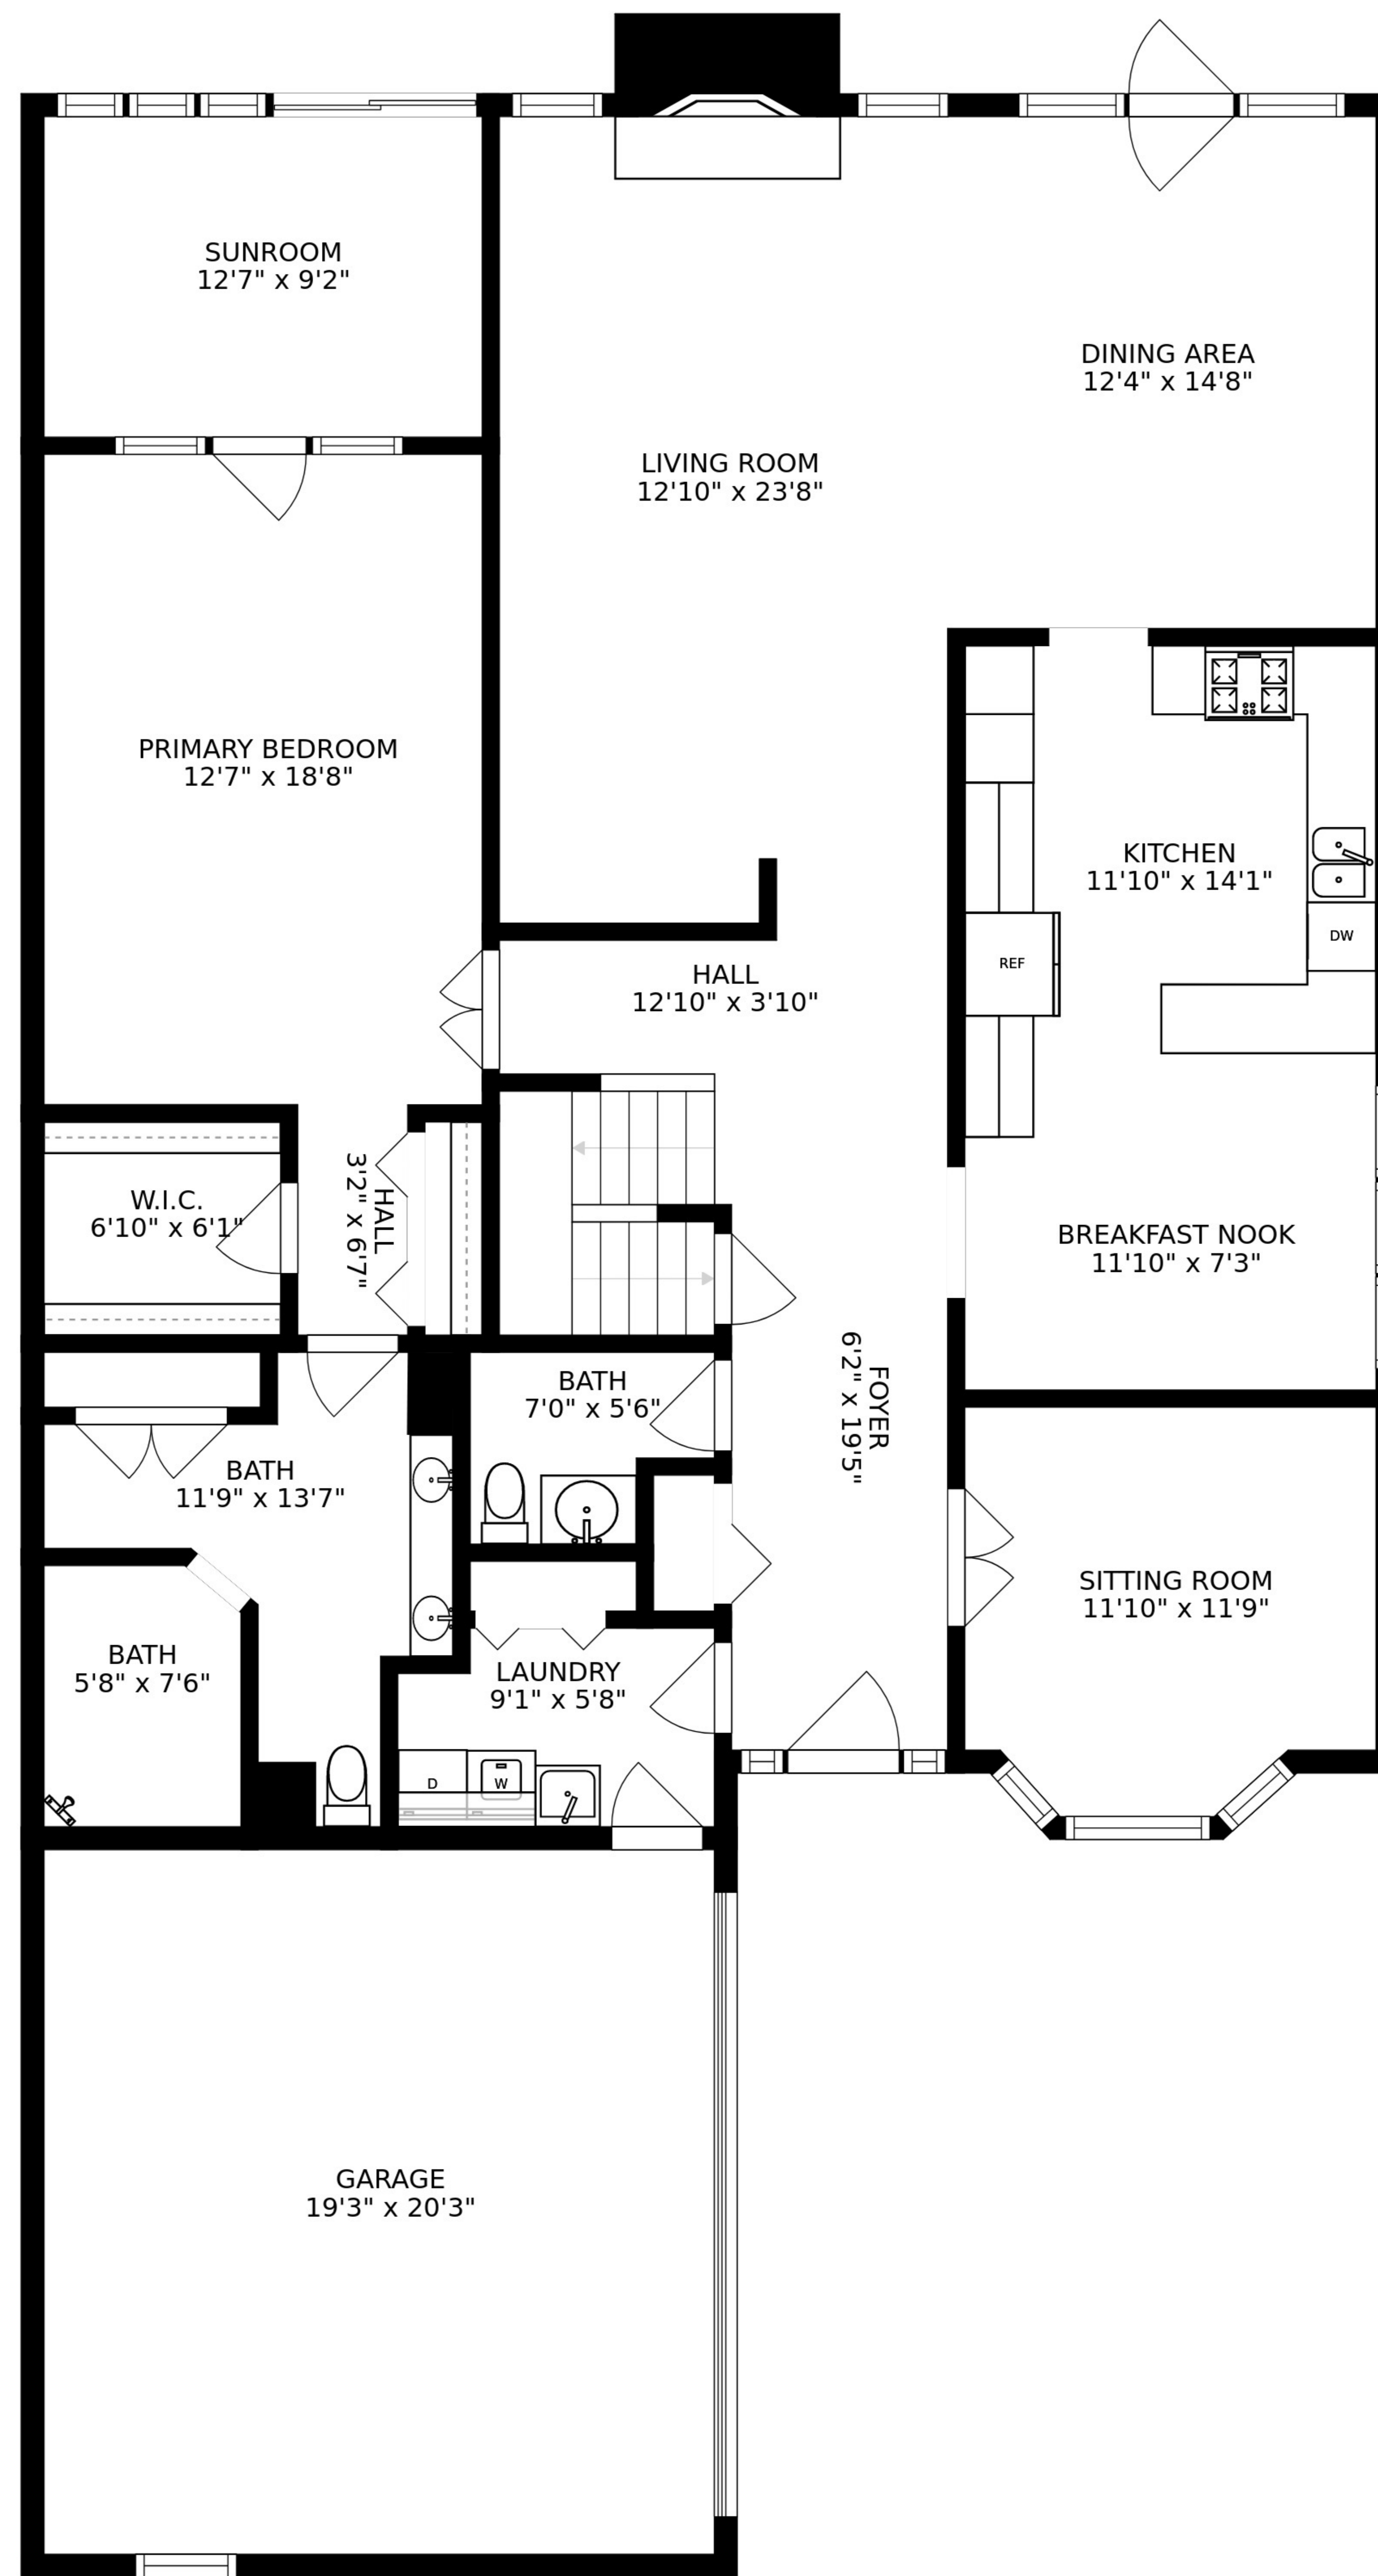 SUNROOM
12'7" x 9'2"
DINING AREA
12'4" x 14'8"
LIVING ROOM
12'10" x 23'8"
PRIMARY BEDROOM
12'7" x 18'8"
KITCHEN
11'10" x 14'1"
DW
REF
HALL
12'10" x 3'10"
W.I.C.
6'10" x 6'1"
HALL
3'2" x 6'7"
BREAKFAST NOOK
11'10" x 7'3"
BATH
7'0" x 5'6"
FOYER
6'2" x 19'5"
BATH
11'9" x 13'7"
SITTING ROOM
11'10" x 11'9"
BATH
5'8" x 7'6"
LAUNDRY
9'1" x 5'8"
D
W
GARAGE
19'3" x 20'3"